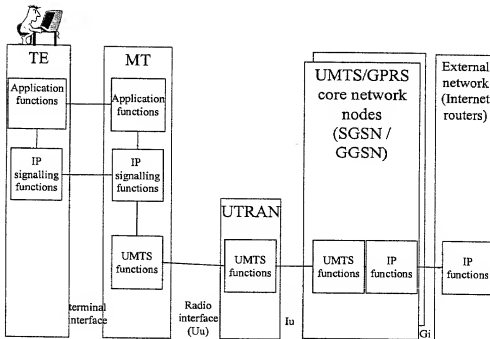 TE
MT
Application
functions
Application
functions
IP
signalling
functions
IP
signalling
functions
UMTS
functions
UTRAN
UMTS
functions
UMTS/GPRS
core network
nodes
(SGSN /
GGSN)
UMTS
functions
IP
functions
External
network
(Internet
routers)
IP
functions
terminal
interface
Radio
interface
(Uu)
Iu
Gi